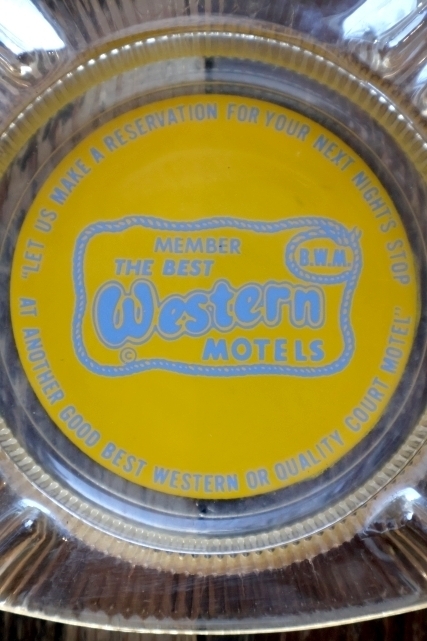 "LET US MAKE A RESERVATION FOR YOUR NEXT NIGHT'S STOP
AT ANOTHER GOOD BEST WESTERN OR QUALITY COURT MOTEL"
MEMBER
B.W.M.
THE BEST
Western
©
MOTELS